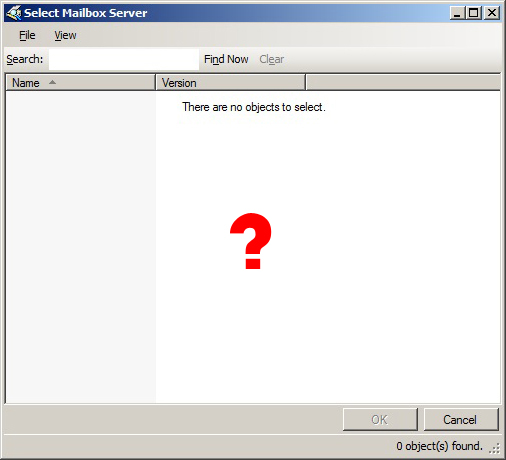 Select Mailbox Server
File View
Search: Find Now Clear
Name Version
There are no objects to select.
?
OK Cancel
0 object(s) found.